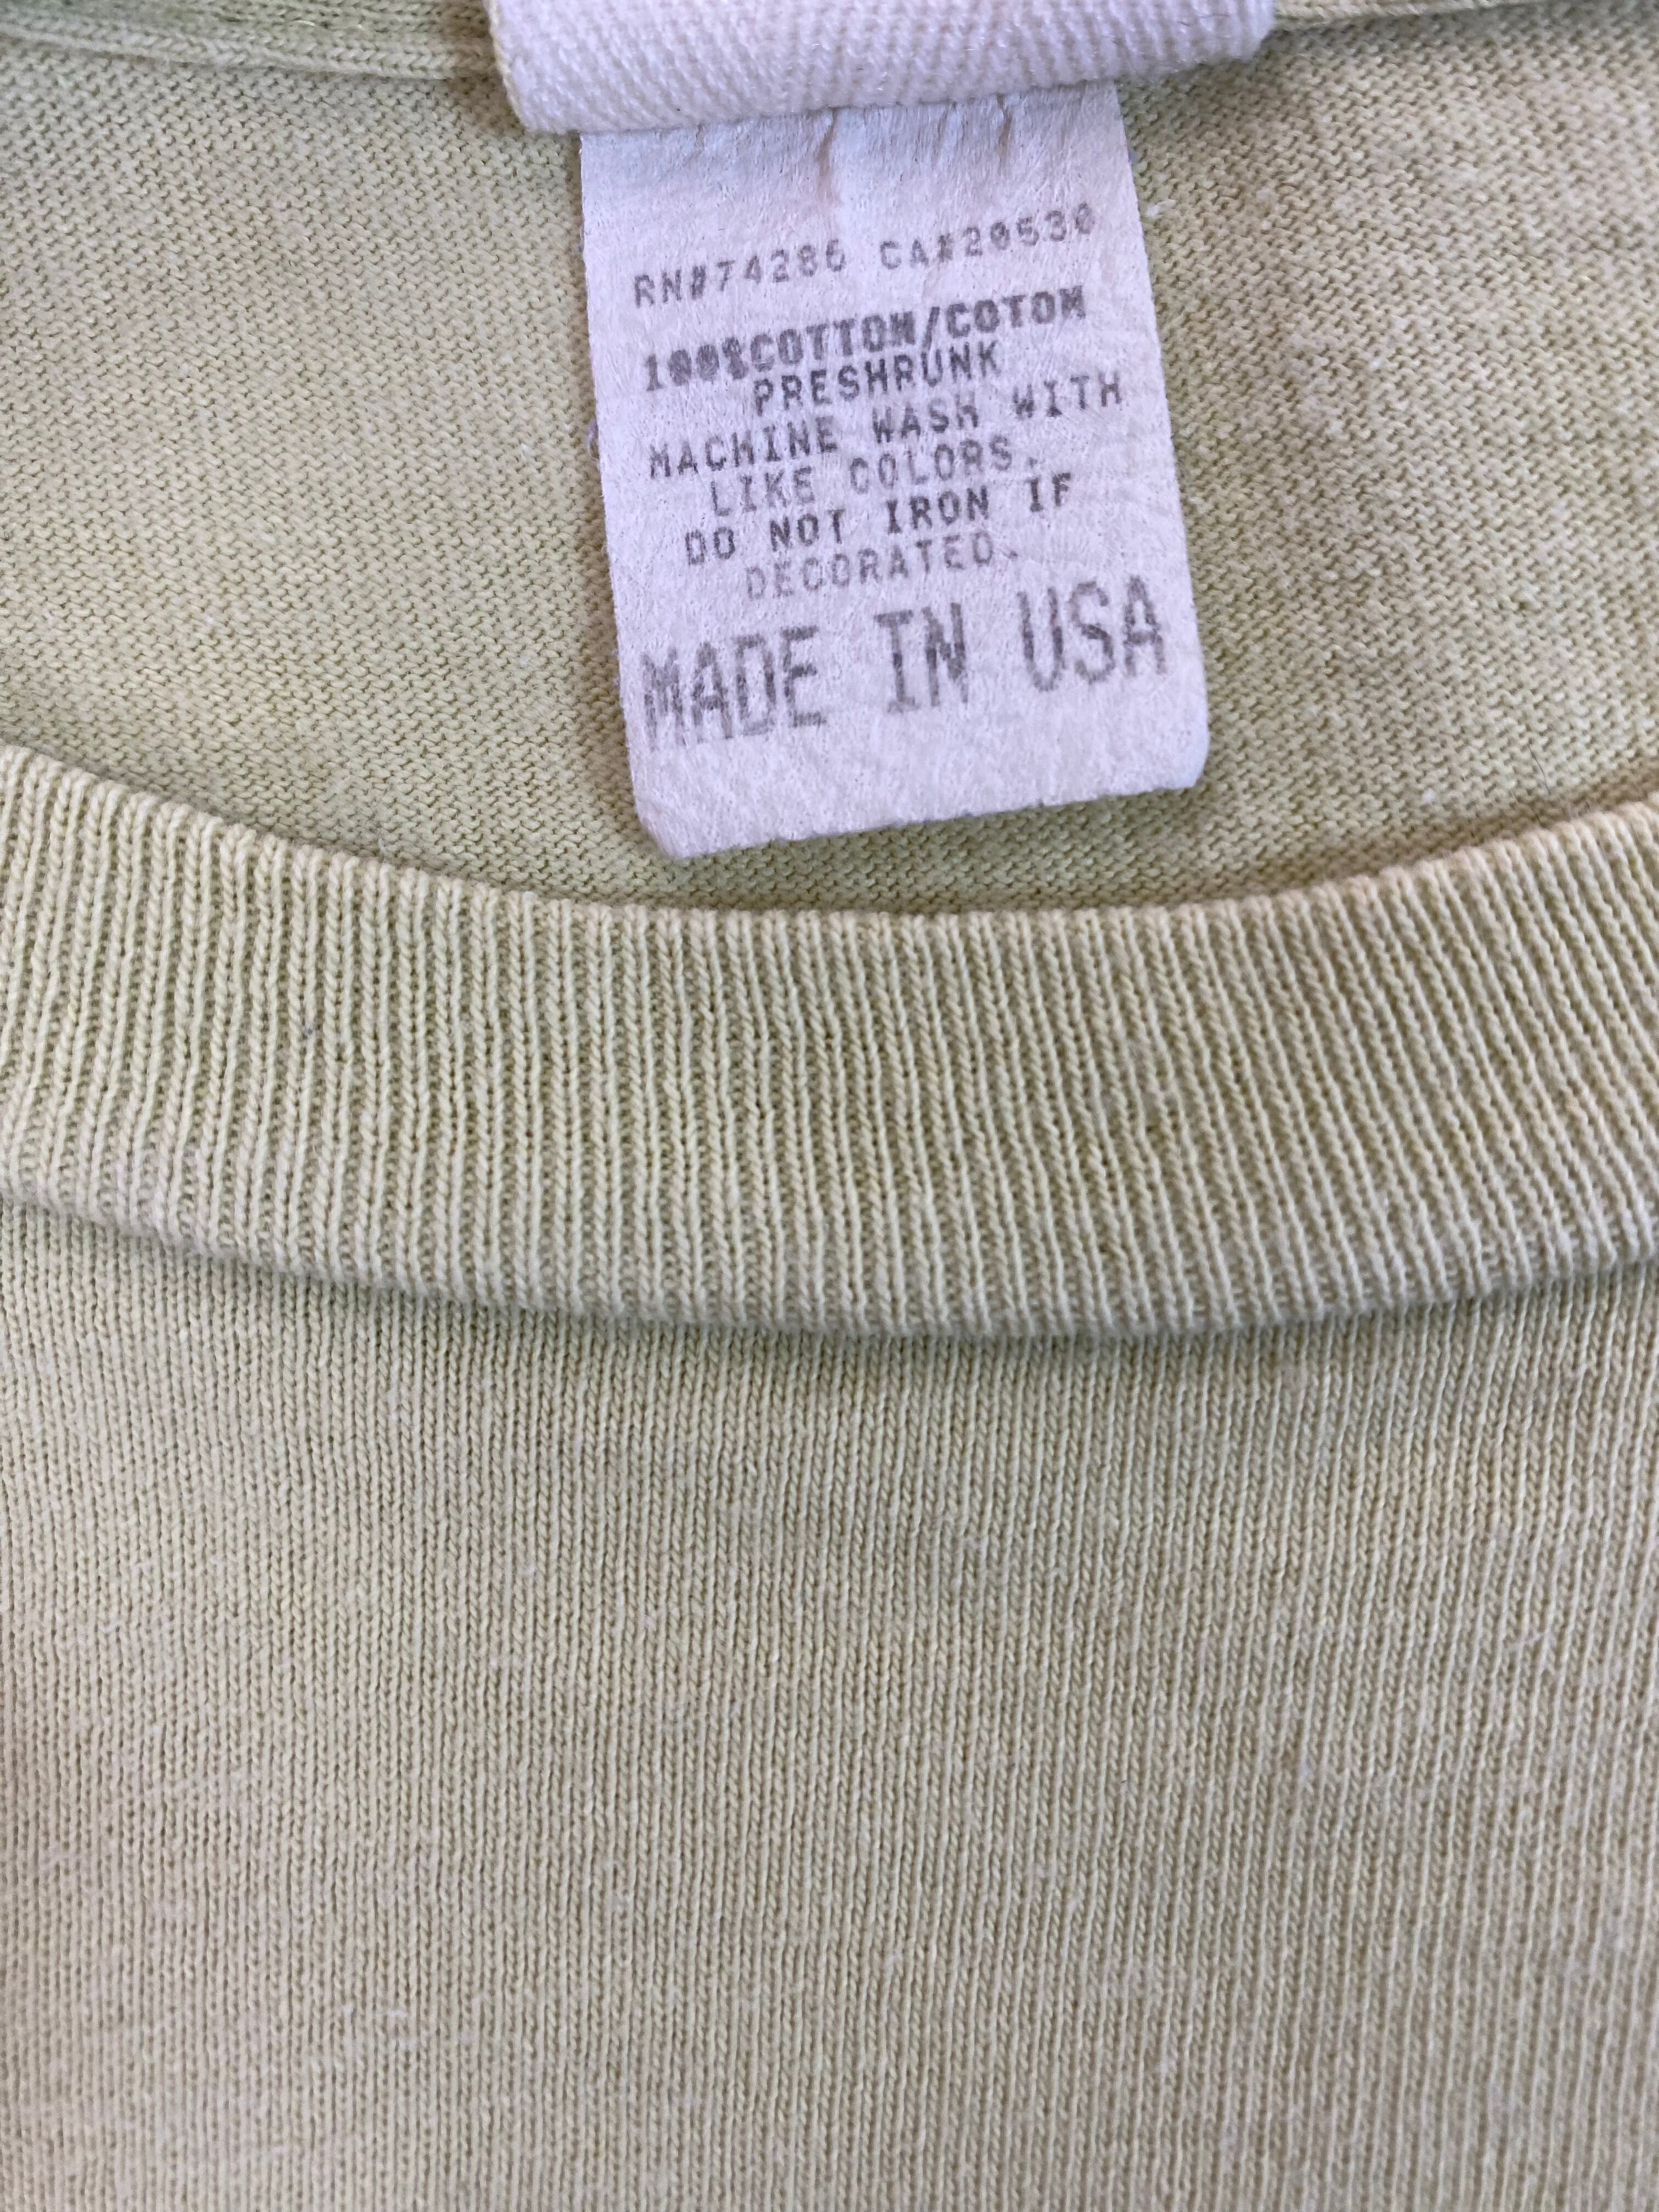 RN#74286 CA#20530
100%COTTON/COTON
PRESHRUNK
MACHINE WASH WITH
LIKE COLORS.
DO NOT IRON IF
DECORATED.
MADE IN USA